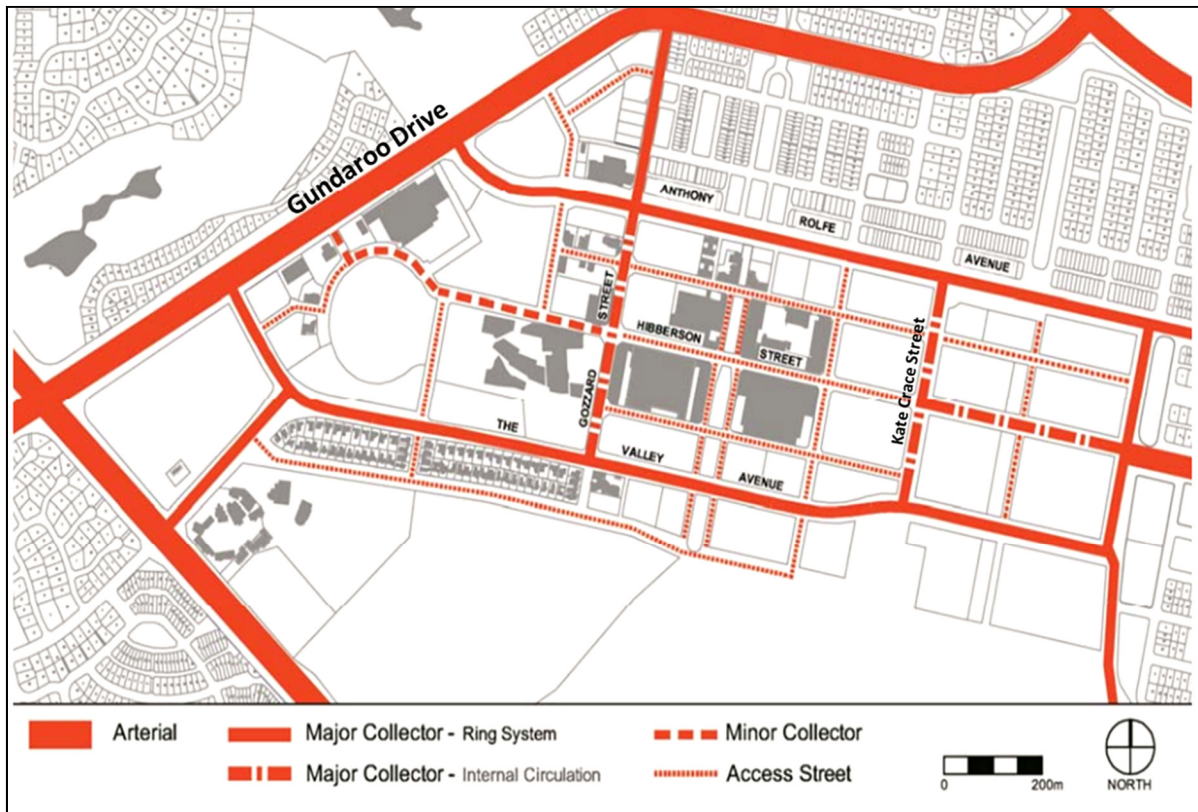 Gundaroo Drive
ANTHONY
ROLFE
AVENUE
STREET
HIBBERSON
STREET
Kate Crace Street
GOZZARD
THE
VALLEY
AVENUE
Arterial
Major Collector - Ring System
Minor Collector
Major Collector - Internal Circulation
Access Street
0 200m
NORTH